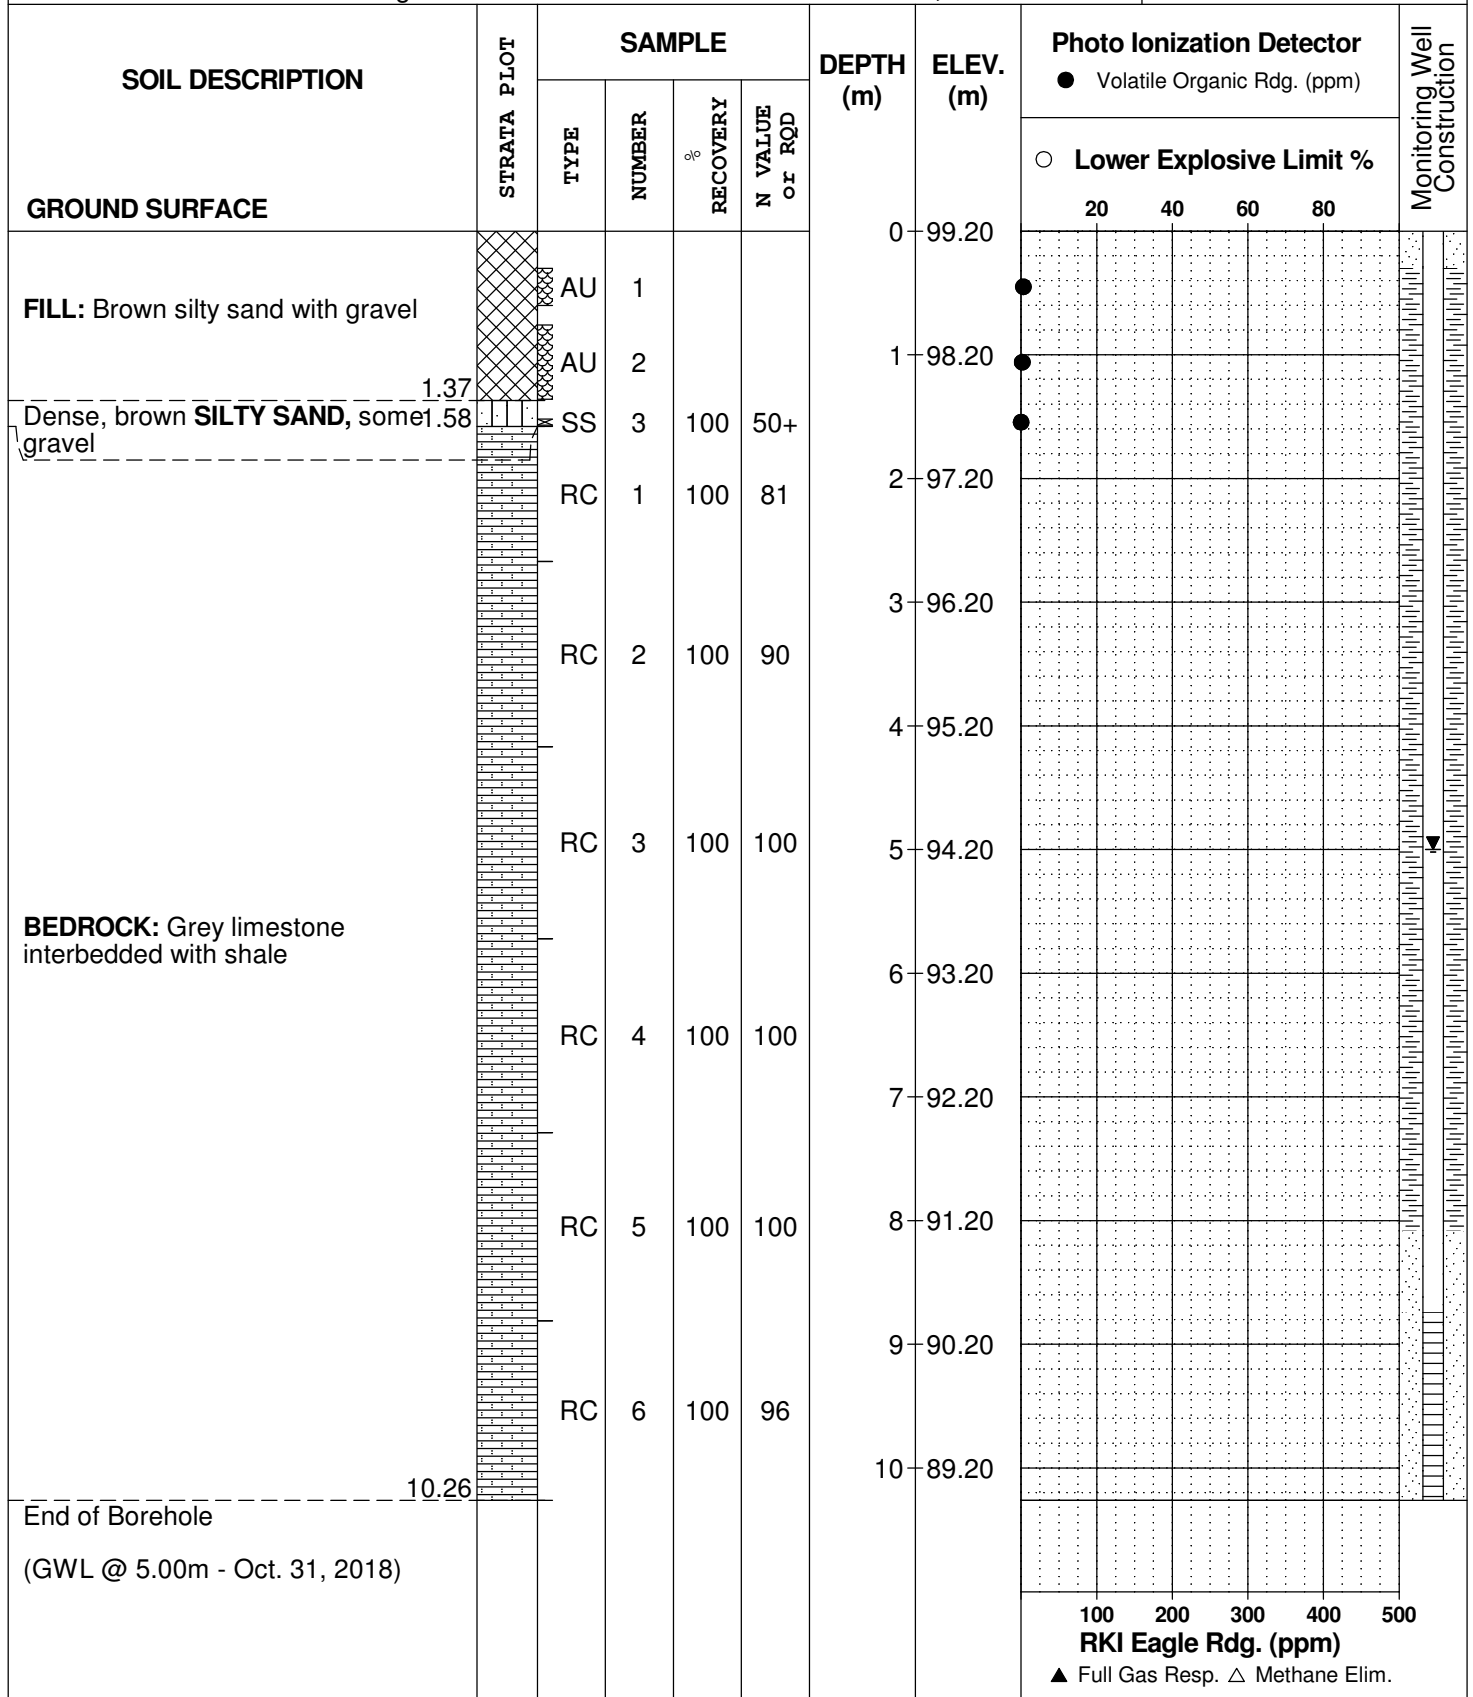 SOIL DESCRIPTION
GROUND SURFACE
STRATA PLOT
SAMPLE
TYPE
NUMBER
%
RECOVERY
N VALUE
or RQD
DEPTH
(m)
ELEV.
(m)
Photo Ionization Detector
● Volatile Organic Rdg. (ppm)
○ Lower Explosive Limit %
20 40 60 80
Monitoring Well
Construction
0 99.20
FILL: Brown silty sand with gravel
AU 1
AU 2
1 98.20
1.37
Dense, brown SILTY SAND, some 1.58
gravel
SS 3 100 50+
2 97.20
RC 1 100 81
3 96.20
RC 2 100 90
4 95.20
RC 3 100 100
5 94.20
BEDROCK: Grey limestone
interbedded with shale
6 93.20
RC 4 100 100
7 92.20
RC 5 100 100
8 91.20
9 90.20
RC 6 100 96
10 89.20
10.26
End of Borehole
(GWL @ 5.00m - Oct. 31, 2018)
100 200 300 400 500
RKI Eagle Rdg. (ppm)
▲ Full Gas Resp. △ Methane Elim.